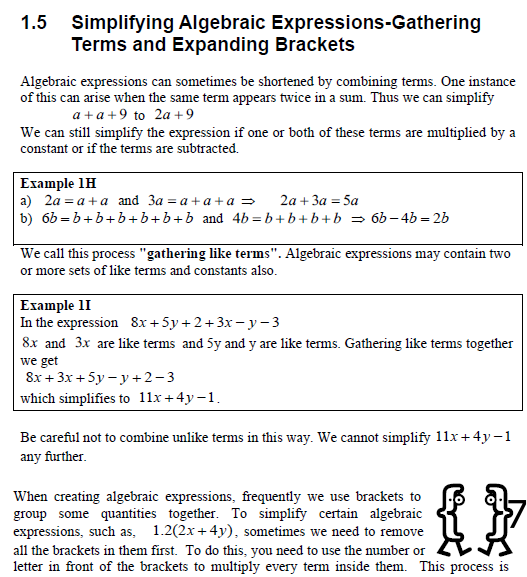 1.5 Simplifying Algebraic Expressions-Gathering
Terms and Expanding Brackets
Algebraic expressions can sometimes be shortened by combining terms. One instance
of this can arise when the same term appears twice in a sum. Thus we can simplify
a + a + 9 to 2a + 9
We can still simplify the expression if one or both of these terms are multiplied by a
constant or if the terms are subtracted.
Example 1H
a) 2a = a + a and 3a = a + a + a ⇒ 2a + 3a = 5a
b) 6b = b + b + b + b + b + b and 4b = b + b + b + b ⇒ 6b − 4b = 2b
We call this process "gathering like terms". Algebraic expressions may contain two
or more sets of like terms and constants also.
Example 1I
In the expression 8x + 5y + 2 + 3x − y − 3
8x and 3x are like terms and 5y and y are like terms. Gathering like terms together
we get
8x + 3x + 5y − y + 2 − 3
which simplifies to 11x + 4y − 1.
Be careful not to combine unlike terms in this way. We cannot simplify 11x + 4y − 1
any further.
When creating algebraic expressions, frequently we use brackets to
group some quantities together. To simplify certain algebraic
expressions, such as, 1.2(2x + 4y), sometimes we need to remove
all the brackets in them first. To do this, you need to use the number or
letter in front of the brackets to multiply every term inside them. This process is